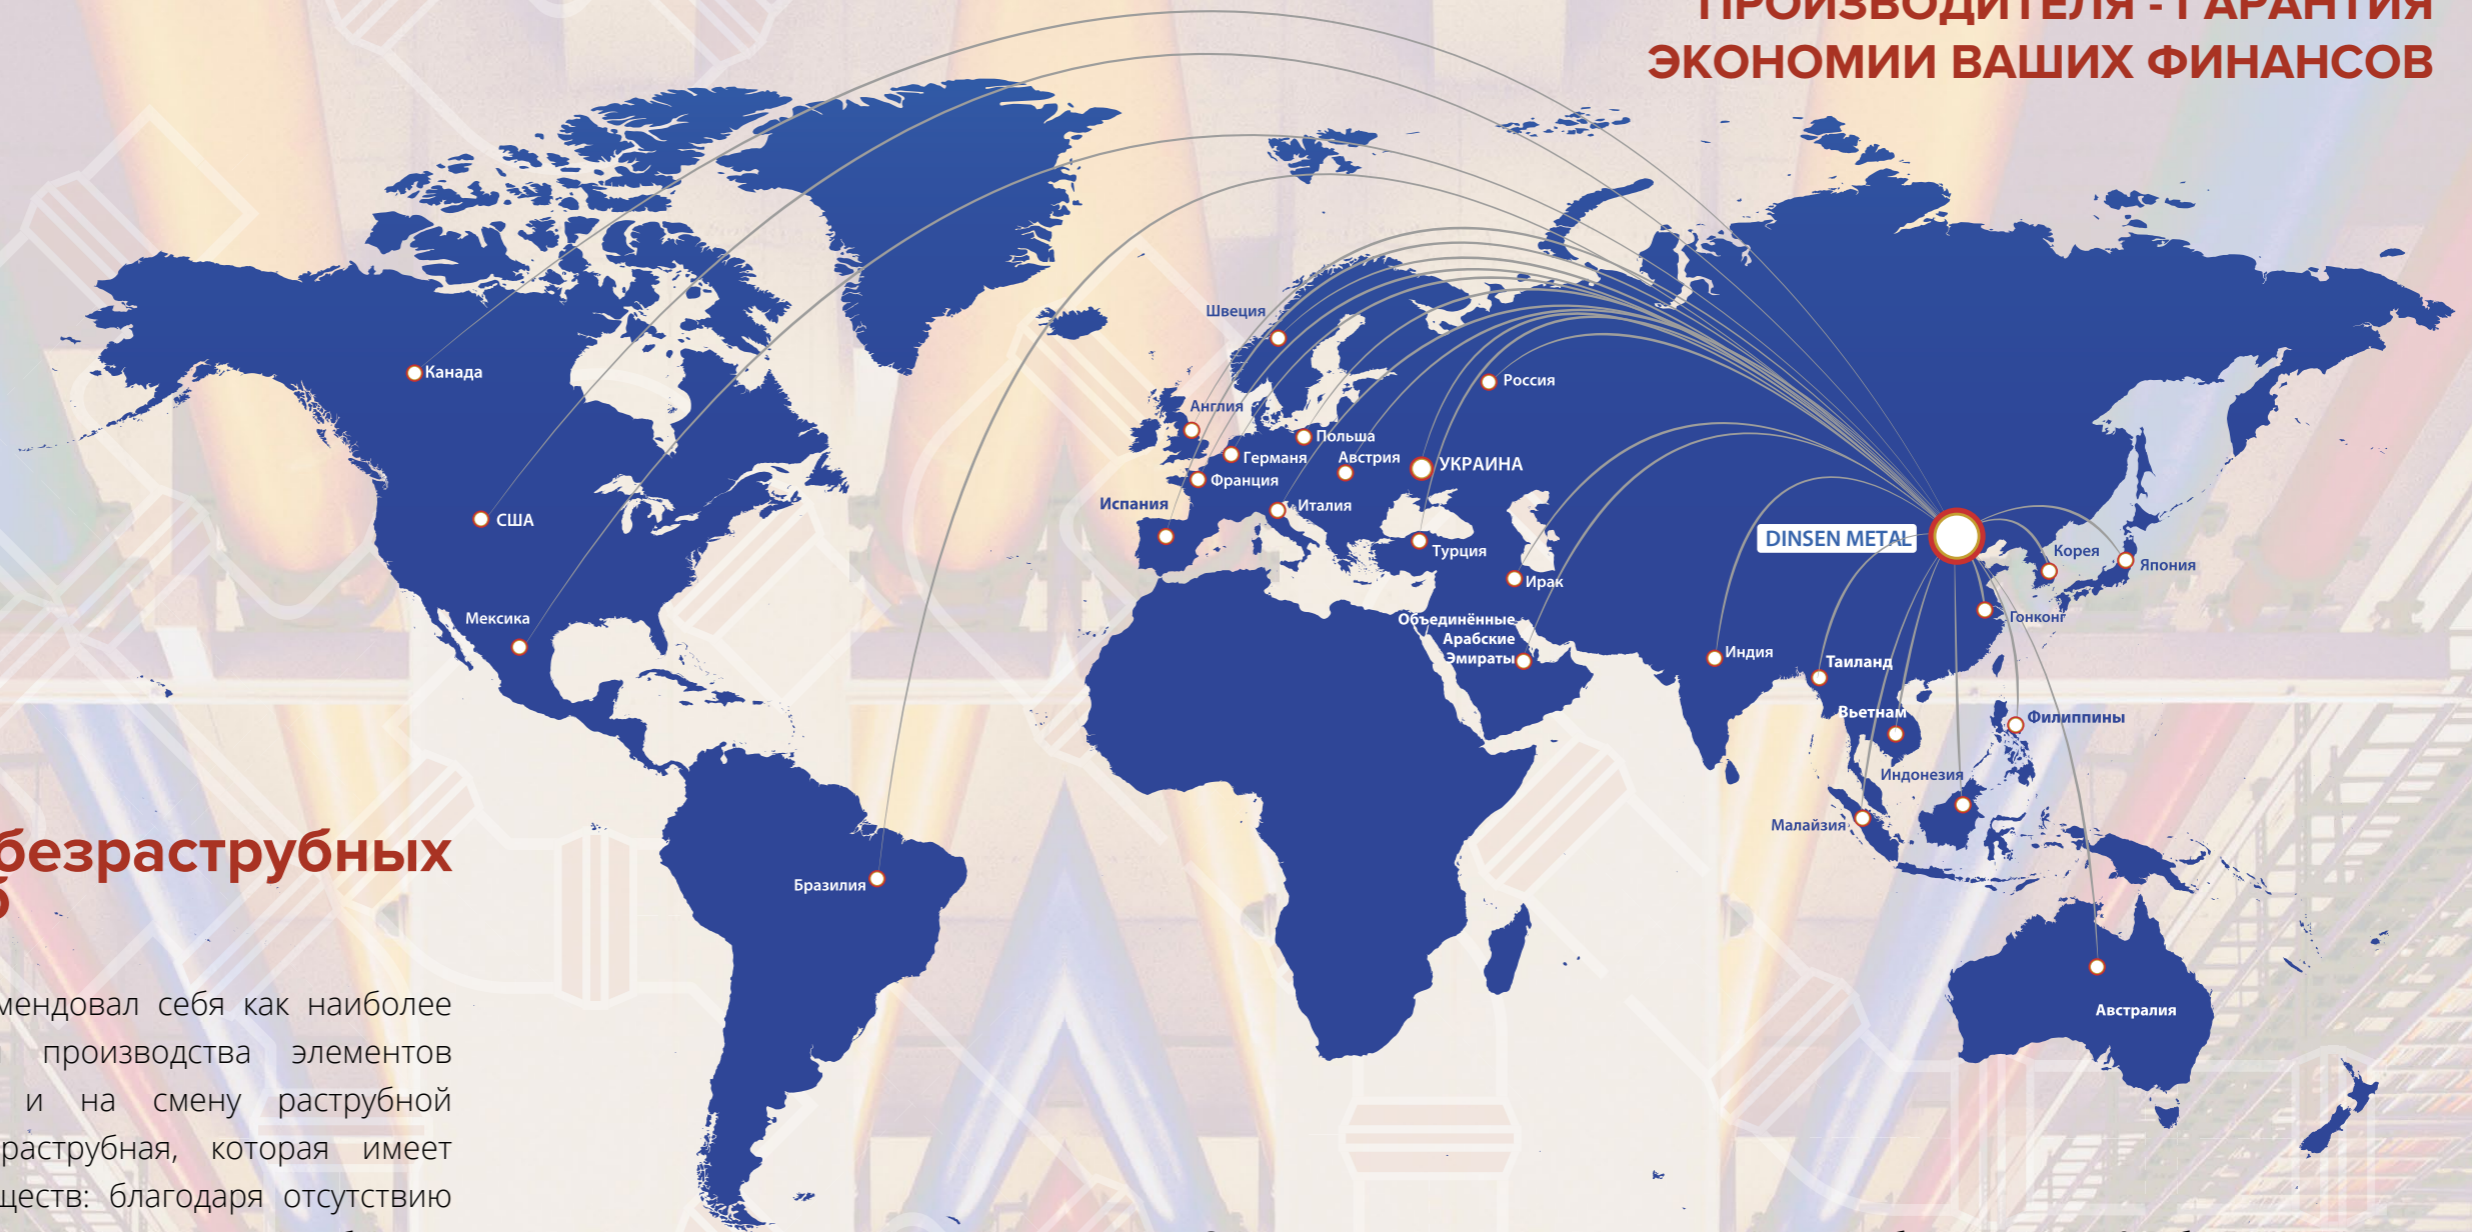 ПРОИЗВОДИТЕЛЯ - ГАРАНТИЯ
ЭКОНОМИИ ВАШИХ ФИНАНСОВ
Швеция
Канада
Россия
Англия
Польша
Германя
Австрия
УКРАИНА
Франция
Испания
Италия
США
DINSEN METAL
Турция
Корея
Япония
Ирак
Гонконг
Мексика
Объединённые
Арабские
Эмираты
Индия
Таиланд
Вьетнам
Филиппины
Индонезия
Малайзия
Бразилия
Австралия
безраструбных
б
мендовал себя как наиболее
производства элементов
и на смену раструбной
раструбная, которая имеет
ществ: благодаря отсутствию